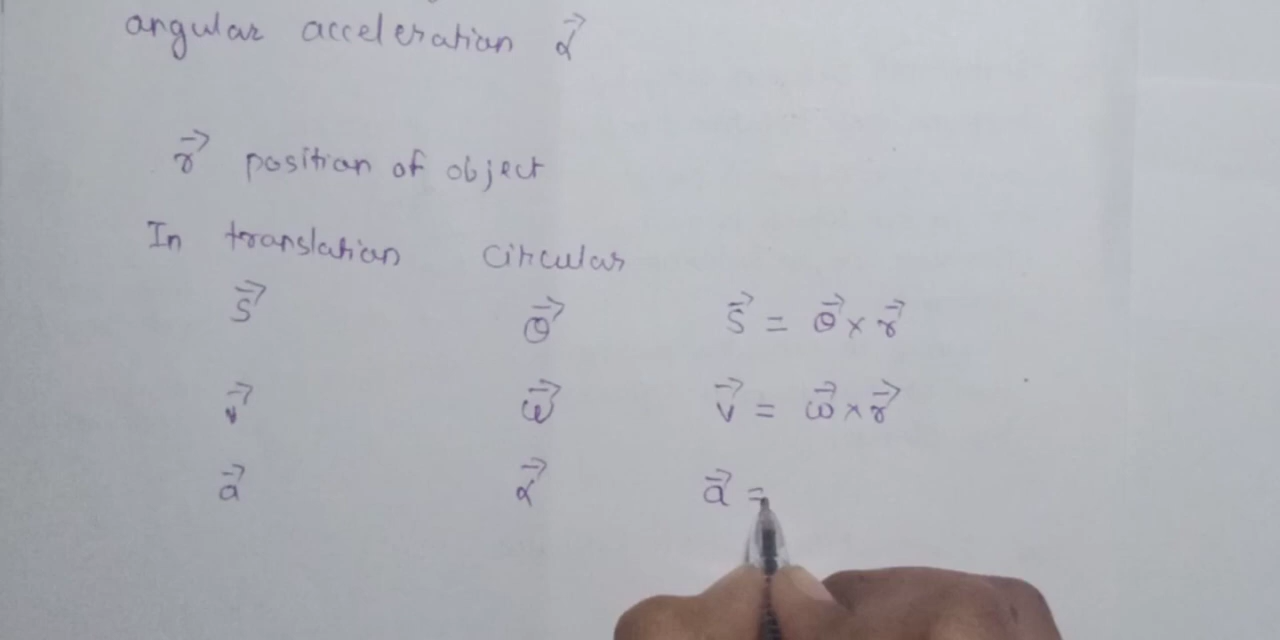 angular acceleration α⃗
r⃗ position of object
In translation circular
s⃗ θ⃗ s⃗ = θ⃗ × r⃗
v⃗ ω⃗ v⃗ = ω⃗ × r⃗
a⃗ α⃗ a⃗ =